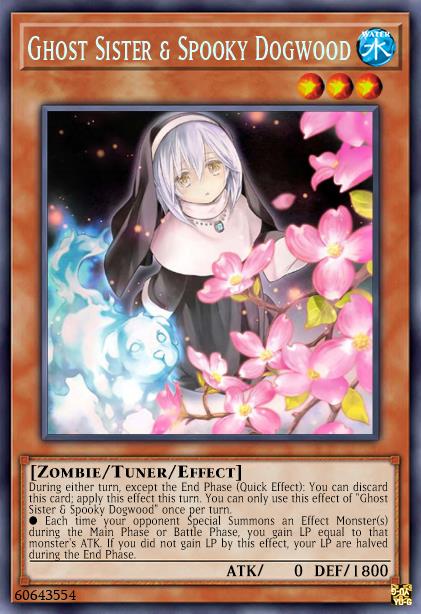 GHOST SISTER & SPOOKY DOGWOOD
WATER
水
[ZOMBIE/TUNER/EFFECT]
During either turn, except the End Phase (Quick Effect): You can discard
this card; apply this effect this turn. You can only use this effect of "Ghost
Sister & Spooky Dogwood" once per turn.
● Each time your opponent Special Summons an Effect Monster(s)
during the Main Phase or Battle Phase, you gain LP equal to that
monster's ATK. If you did not gain LP by this effect, your LP are halved
during the End Phase.
ATK/ 0 DEF/1800
60643554